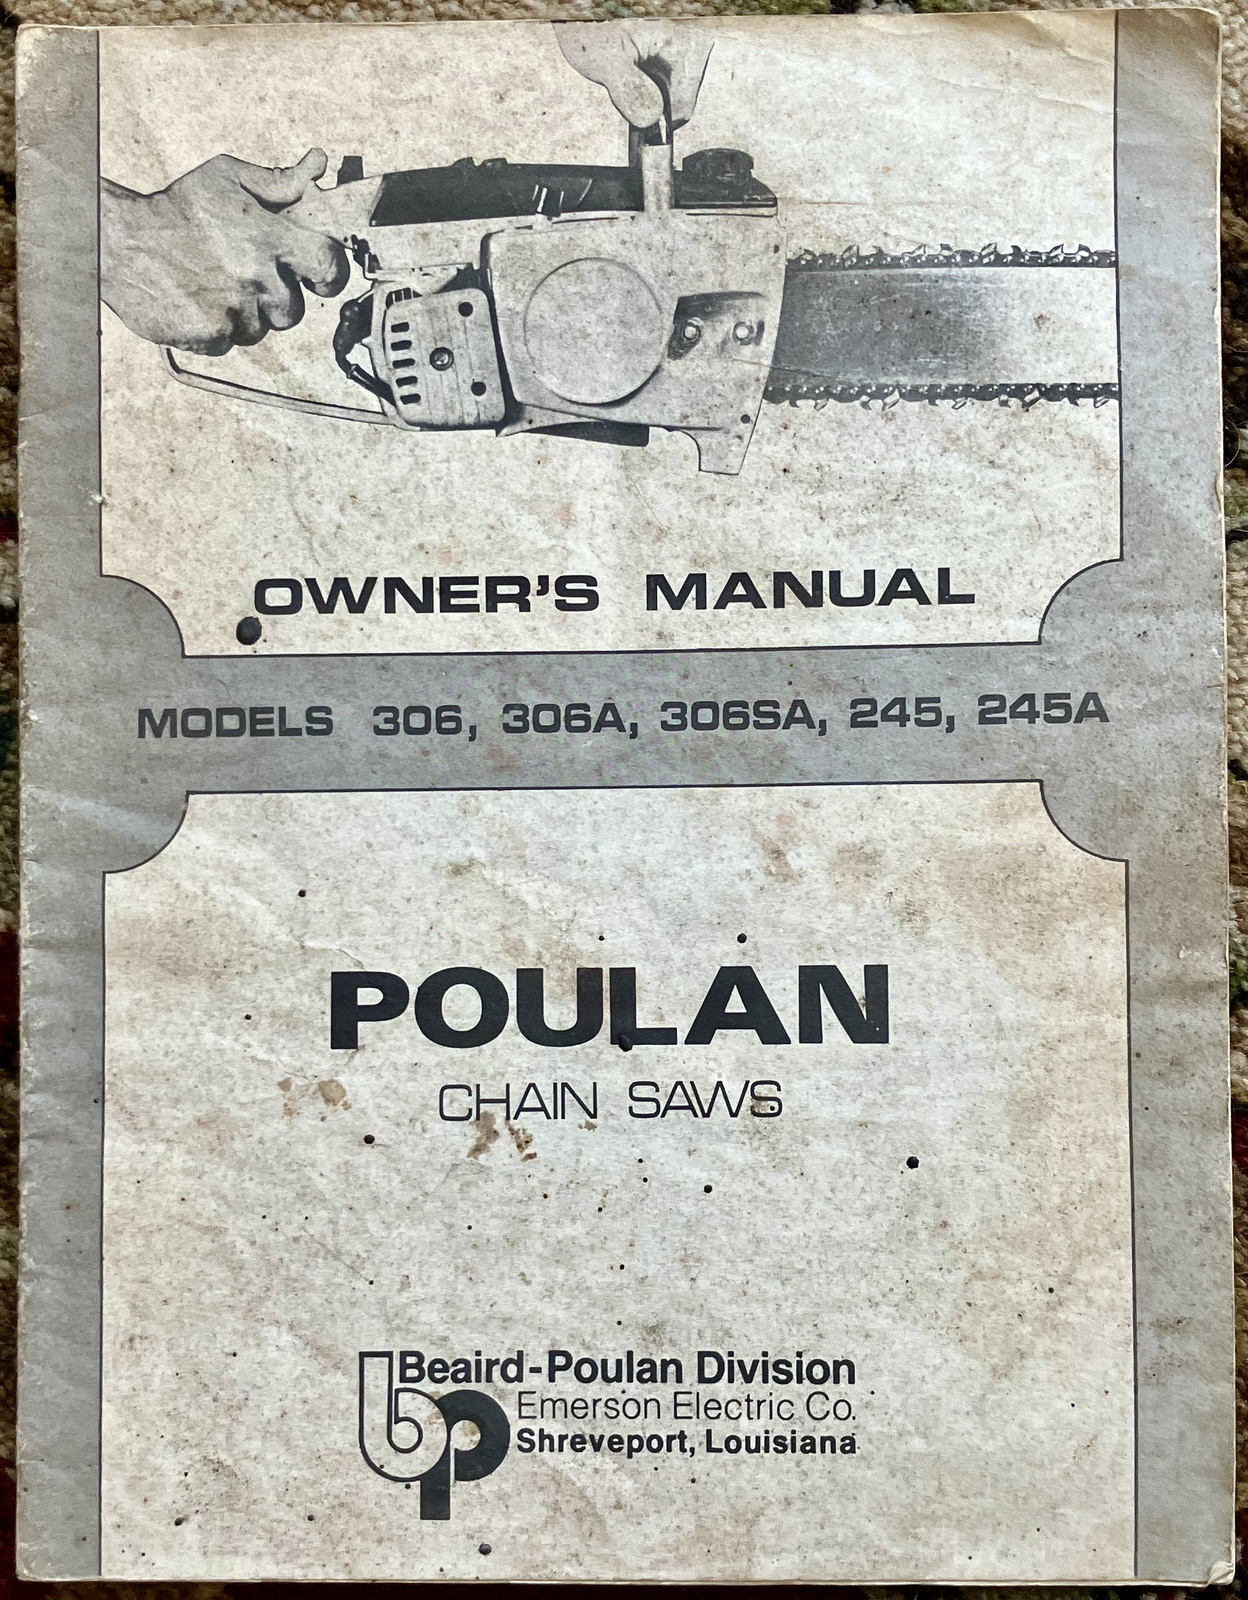 OWNER'S MANUAL
MODELS 306, 306A, 306SA, 245, 245A
POULAN
CHAIN SAWS
bp
Beaird-Poulan Division
Emerson Electric Co.
Shreveport, Louisiana